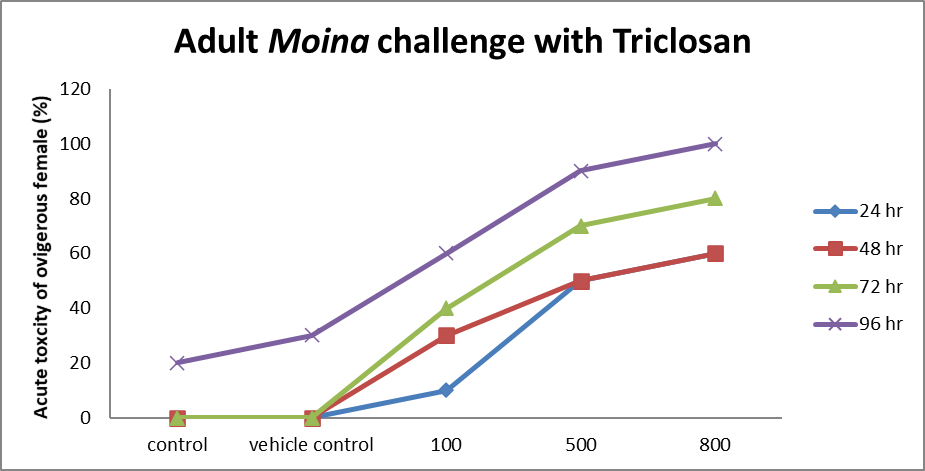 Adult Moina challenge with Triclosan
Acute toxcity of ovigerous female (%)
120
100
80
60
40
20
0
control
vehicle control
100
500
800
24 hr
48 hr
72 hr
96 hr